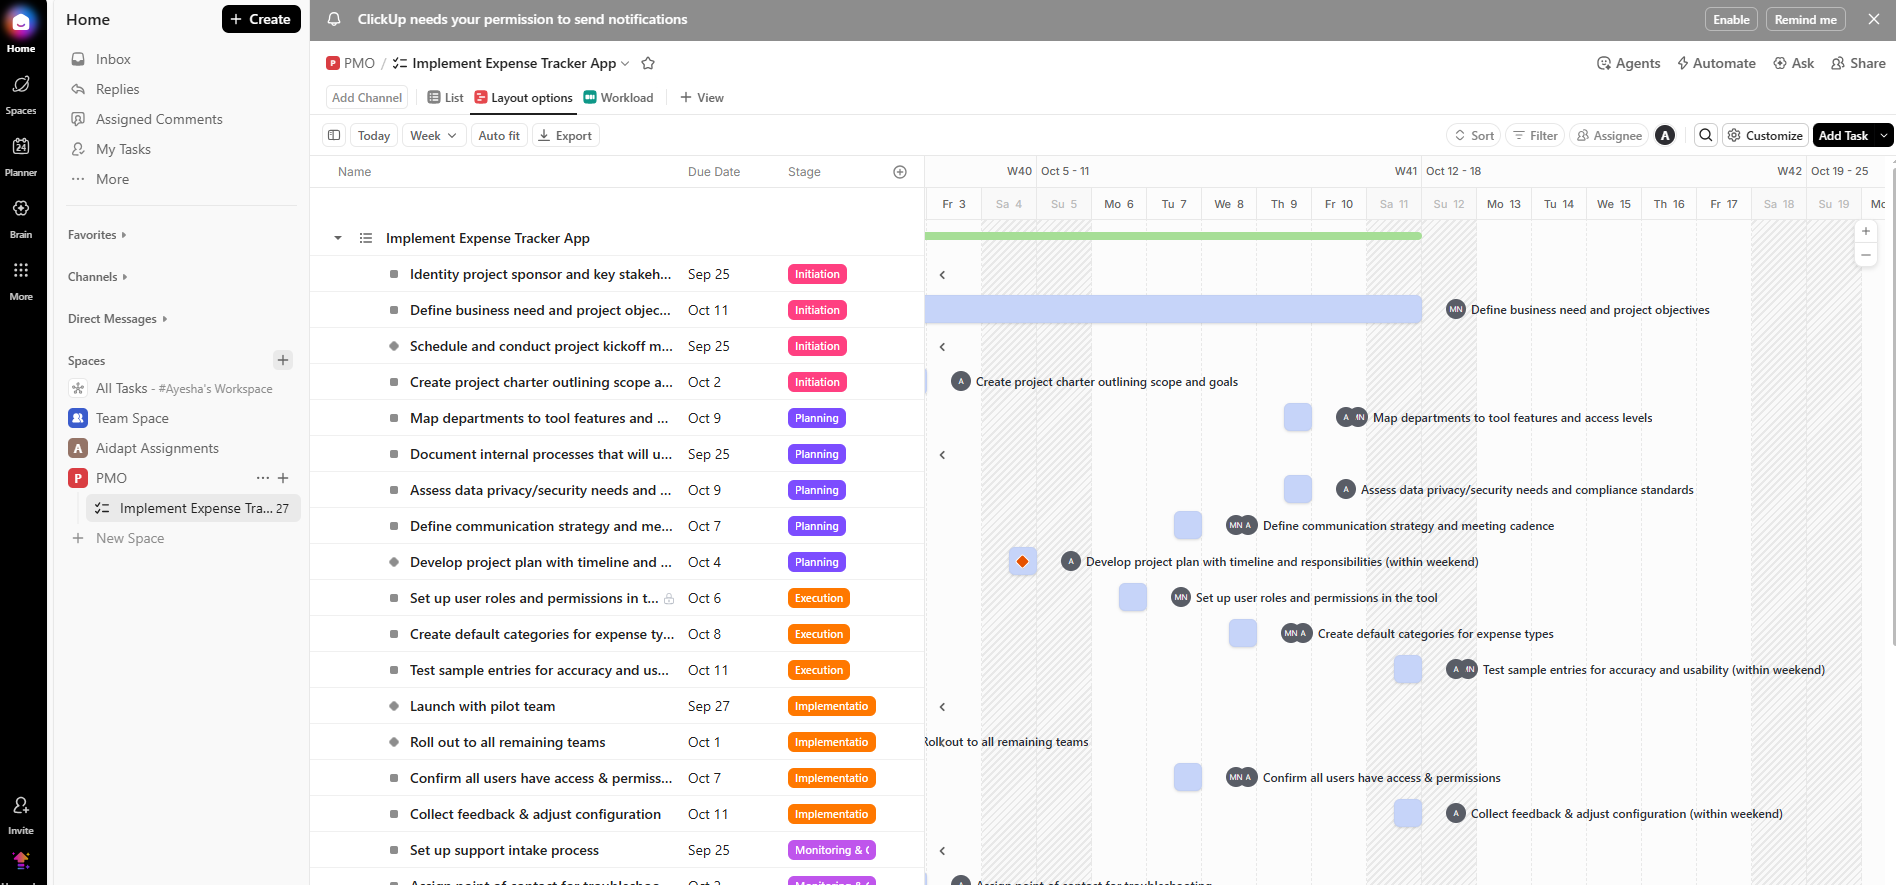 Home
Spaces
24
Planner
Brain
More
Invite
Home
+ Create
Inbox
Replies
Assigned Comments
My Tasks
More
Favorites
Channels
Direct Messages
Spaces
All Tasks - #Ayesha's Workspace
Team Space
A Aidapt Assignments
P PMO
Implement Expense Tra... 27
+ New Space
ClickUp needs your permission to send notifications
Enable
Remind me
P PMO / Implement Expense Tracker App
Agents
Automate
Ask
Share
Add Channel
List
Layout options
Workload
+ View
Today
Week
Auto fit
Export
Sort
Filter
Assignee
A
Customize
Add Task
Name Due Date Stage
W40 Oct 5 - 11 W41 Oct 12 - 18 W42 Oct 19 - 25
Fr 3 Sa 4 Su 5 Mo 6 Tu 7 We 8 Th 9 Fr 10 Sa 11 Su 12 Mo 13 Tu 14 We 15 Th 16 Fr 17 Sa 18 Su 19 Mo
Implement Expense Tracker App
Identity project sponsor and key stakeh... Sep 25 Initiation
Define business need and project objec... Oct 11 Initiation MN Define business need and project objectives
Schedule and conduct project kickoff m... Sep 25 Initiation
Create project charter outlining scope a... Oct 2 Initiation A Create project charter outlining scope and goals
Map departments to tool features and ... Oct 9 Planning A MN Map departments to tool features and access levels
Document internal processes that will u... Sep 25 Planning
Assess data privacy/security needs and ... Oct 9 Planning A Assess data privacy/security needs and compliance standards
Define communication strategy and me... Oct 7 Planning MN A Define communication strategy and meeting cadence
Develop project plan with timeline and ... Oct 4 Planning A Develop project plan with timeline and responsibilities (within weekend)
Set up user roles and permissions in t... Oct 6 Execution MN Set up user roles and permissions in the tool
Create default categories for expense ty... Oct 8 Execution MN A Create default categories for expense types
Test sample entries for accuracy and us... Oct 11 Execution A MN Test sample entries for accuracy and usability (within weekend)
Launch with pilot team Sep 27 Implementatio
Roll out to all remaining teams Oct 1 Implementatio Roll out to all remaining teams
Confirm all users have access & permiss... Oct 7 Implementatio MN A Confirm all users have access & permissions
Collect feedback & adjust configuration Oct 11 Implementatio A Collect feedback & adjust configuration (within weekend)
Set up support intake process Sep 25 Monitoring & C
Assign point of contact for troubleshoo... Oct 2 Monitoring & C Assign point of contact for troubleshooting